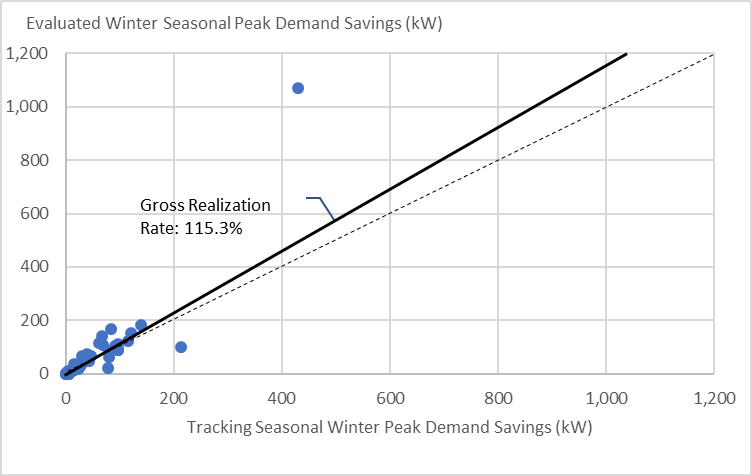 Evaluated Winter Seasonal Peak Demand Savings (kW)
1,200
1,000
800
600
400
200
0
Gross Realization
Rate: 115.3%
0 200 400 600 800 1,000 1,200
Tracking Seasonal Winter Peak Demand Savings (kW)